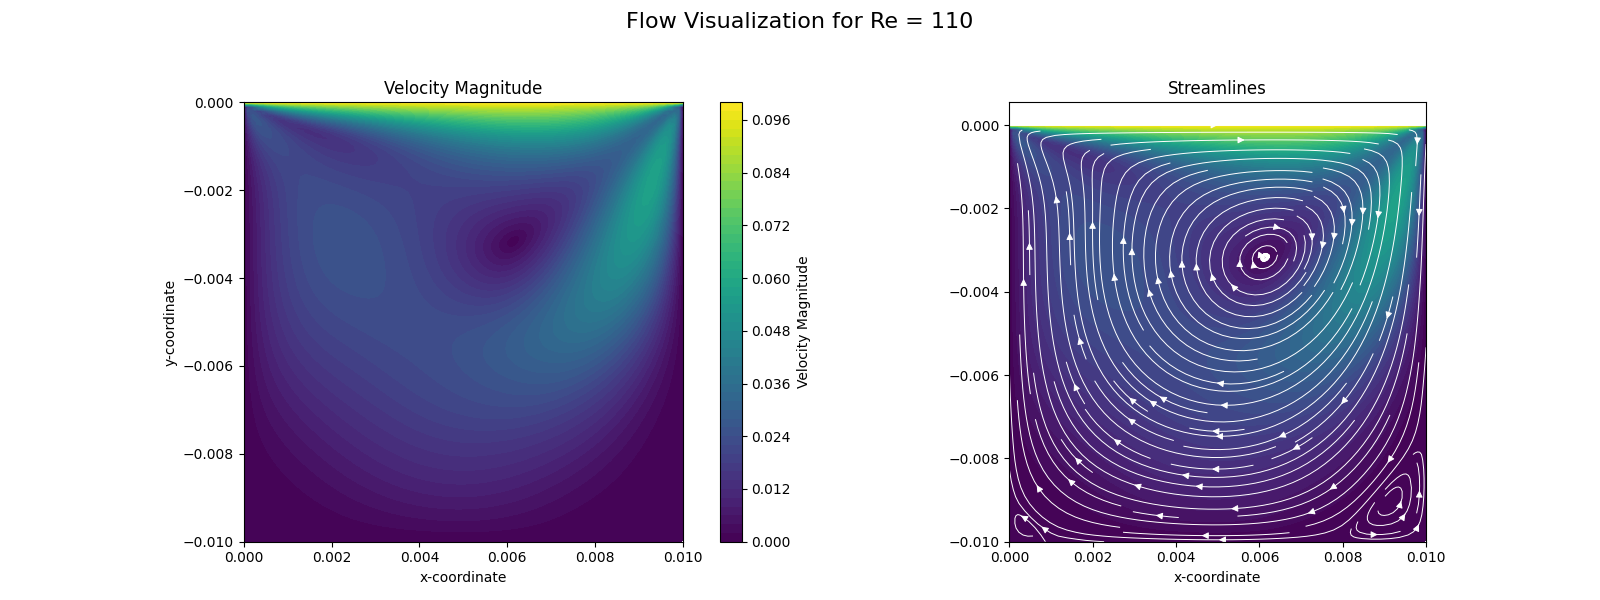 Flow Visualization for Re = 110
Velocity Magnitude
0.000
−0.002
−0.004
−0.006
−0.008
−0.010
y-coordinate
0.000 0.002 0.004 0.006 0.008 0.010
x-coordinate
0.096
0.084
0.072
0.060
0.048
0.036
0.024
0.012
0.000
Velocity Magnitude
Streamlines
0.000
−0.002
−0.004
−0.006
−0.008
−0.010
0.000 0.002 0.004 0.006 0.008 0.010
x-coordinate